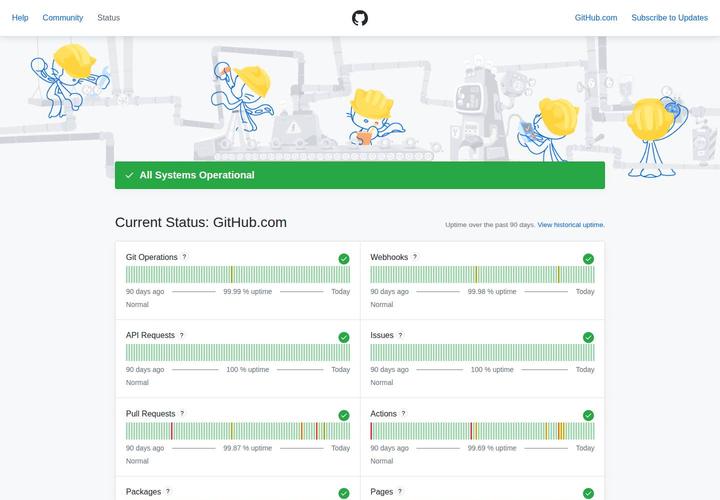 Help Community Status GitHub.com Subscribe to Updates
All Systems Operational
Current Status: GitHub.com Uptime over the past 90 days. View historical uptime.
Git Operations ?
90 days ago 99.99 % uptime Today
Normal
Webhooks ?
90 days ago 99.98 % uptime Today
Normal
API Requests ?
90 days ago 100 % uptime Today
Normal
Issues ?
90 days ago 100 % uptime Today
Normal
Pull Requests ?
90 days ago 99.87 % uptime Today
Normal
Actions ?
90 days ago 99.69 % uptime Today
Normal
Packages ?
Pages ?